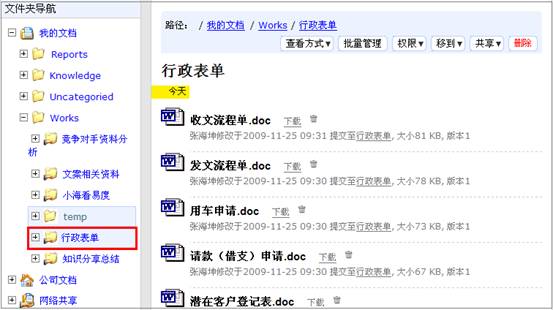 文件夹导航
我的文档
Reports
Knowledge
Uncategoried
Works
竞争对手资料分
析
文案相关资料
小海看易度
temp
行政表单
知识分享总结
公司文档
网络共享
路径: / 我的文档 / Works / 行政表单
查看方式▾ 批量管理 权限▾ 移到▾ 共享▾ 删除
行政表单
今天
收文流程单.doc 下载
张海坤修改于2009-11-25 09:31 提交至行政表单, 大小81 KB, 版本1
发文流程单.doc 下载
张海坤修改于2009-11-25 09:30 提交至行政表单, 大小78 KB, 版本1
用车申请.doc 下载
张海坤修改于2009-11-25 09:30 提交至行政表单, 大小73 KB, 版本1
请款（借支）申请.doc 下载
张海坤修改于2009-11-25 09:30 提交至行政表单, 大小67 KB, 版本1
潜在客户登记表.doc 下载